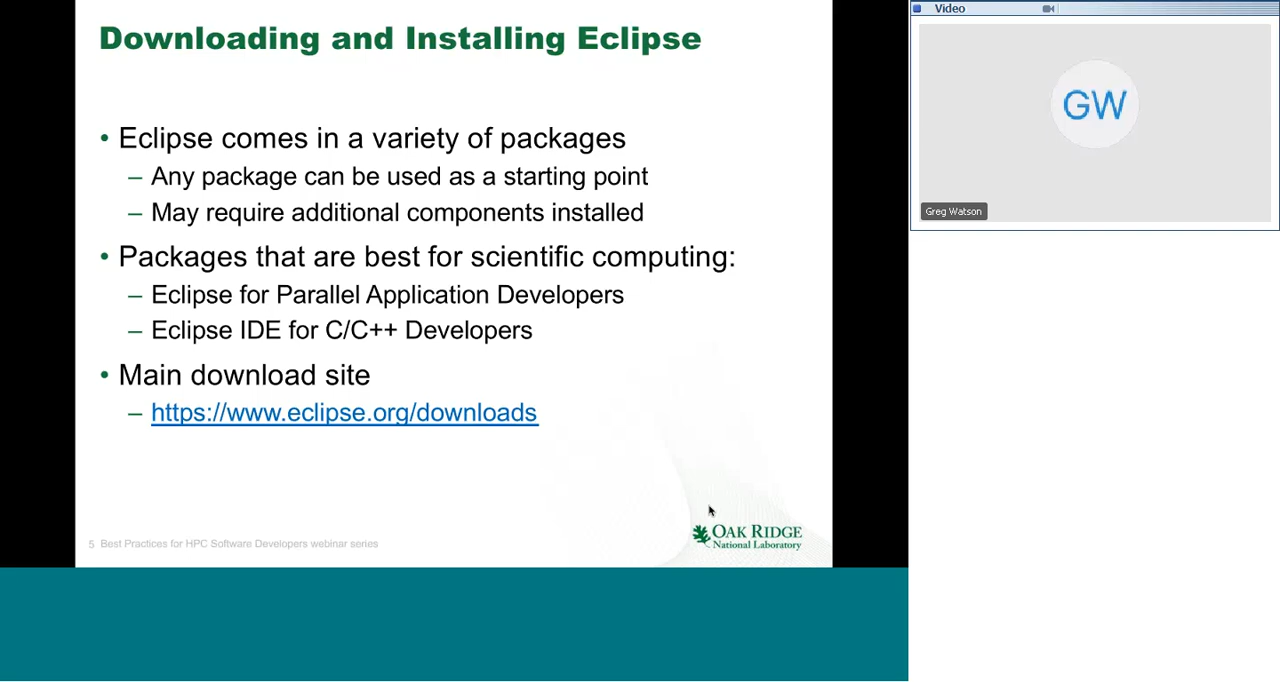 Downloading and Installing Eclipse
• Eclipse comes in a variety of packages
– Any package can be used as a starting point
– May require additional components installed
• Packages that are best for scientific computing:
– Eclipse for Parallel Application Developers
– Eclipse IDE for C/C++ Developers
• Main download site
– https://www.eclipse.org/downloads
5 Best Practices for HPC Software Developers webinar series
OAK RIDGE
National Laboratory
Video
GW
Greg Watson